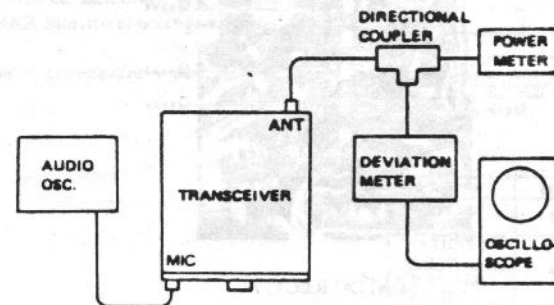 DIRECTIONAL
COUPLER
POWER
METER
ANT
AUDIO
OSC.
TRANSCEIVER
DEVIATION
METER
OSCILLO-
SCOPE
MIC